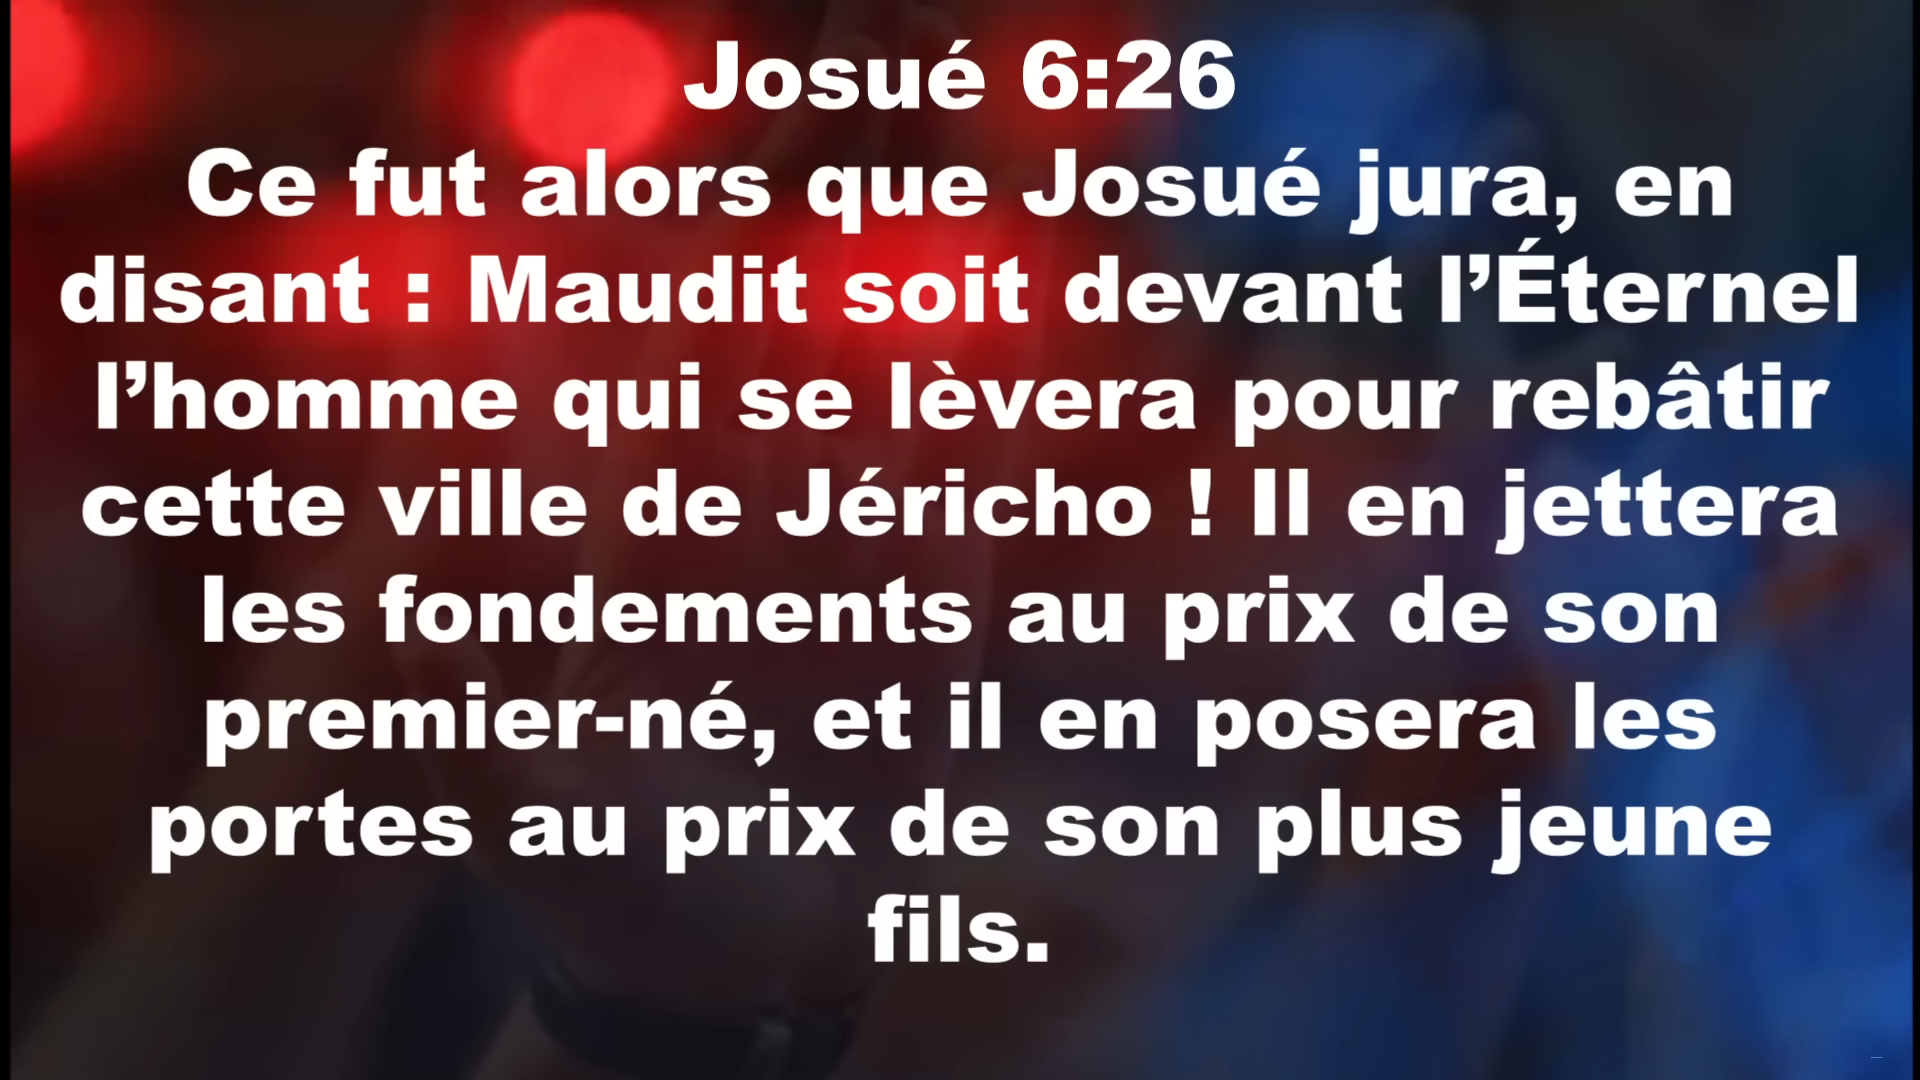 Josué 6:26
Ce fut alors que Josué jura, en
disant : Maudit soit devant l’Éternel
l’homme qui se lèvera pour rebâtir
cette ville de Jéricho ! Il en jettera
les fondements au prix de son
premier-né, et il en posera les
portes au prix de son plus jeune
fils.